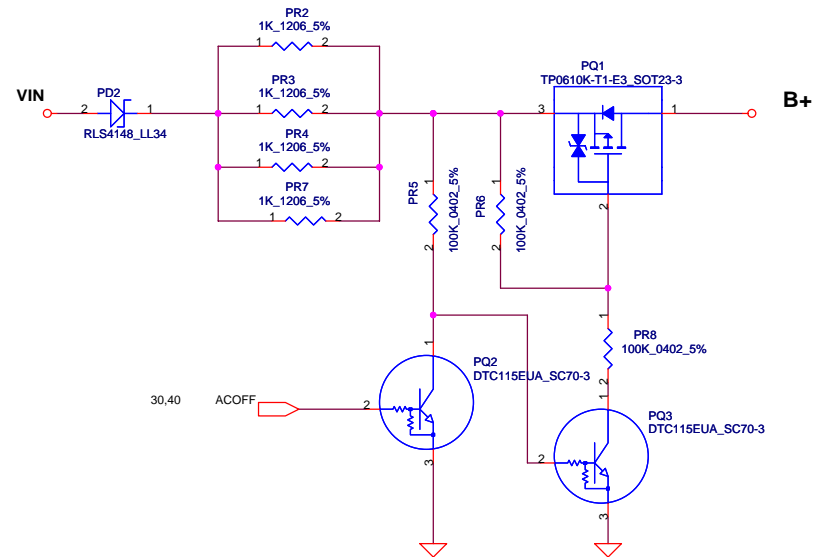 PR2
1K_1206_5%
1 2
PQ1
TP0610K-T1-E3_SOT23-3
VIN
PD2
2 1
RLS4148_LL34
PR3
1K_1206_5%
1 2
3 1
B+
PR4
1K_1206_5%
1 2
PR7
1K_1206_5%
1 2
1
PR5
100K_0402_5%
2
1
PR6
100K_0402_5%
2
2
1
PR8
100K_0402_5%
2
1
PQ2
DTC115EUA_SC70-3
30,40 ACOFF
2
3
1
PQ3
DTC115EUA_SC70-3
2
3